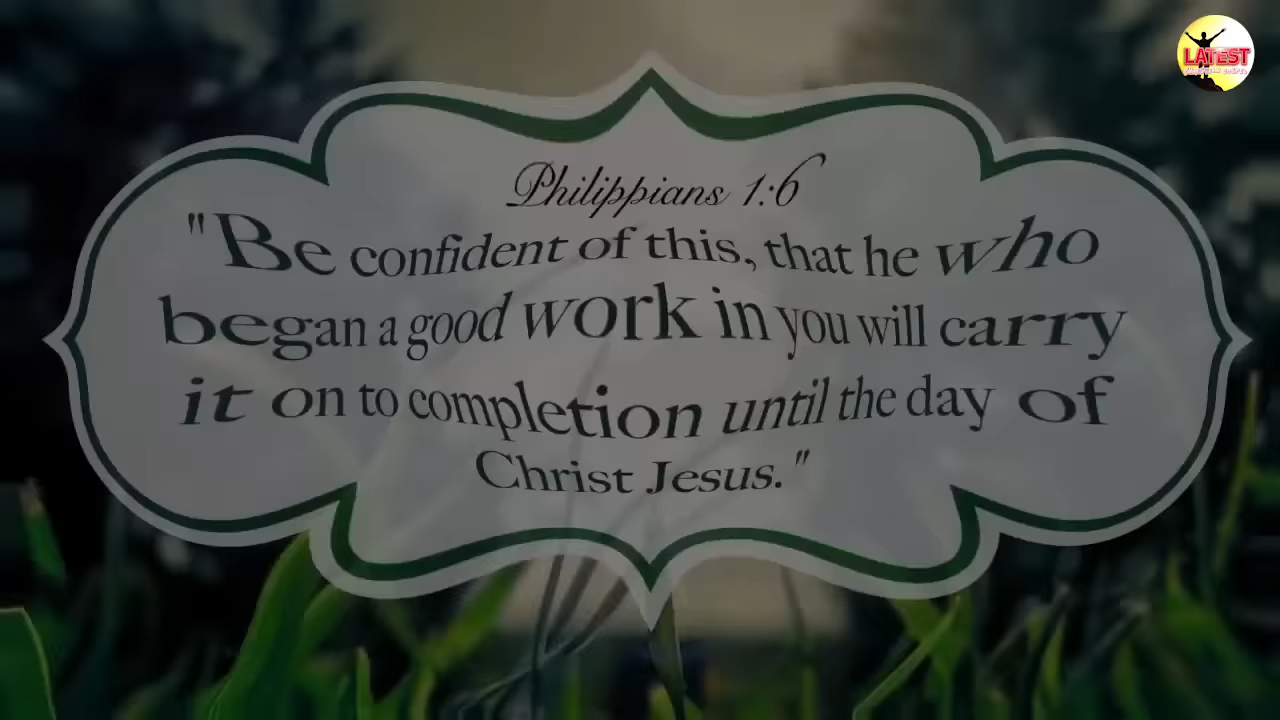 LATEST
Philippians 1:6
"Be confident of this, that he who
began a good work in you will carry
it on to completion until the day of
Christ Jesus."